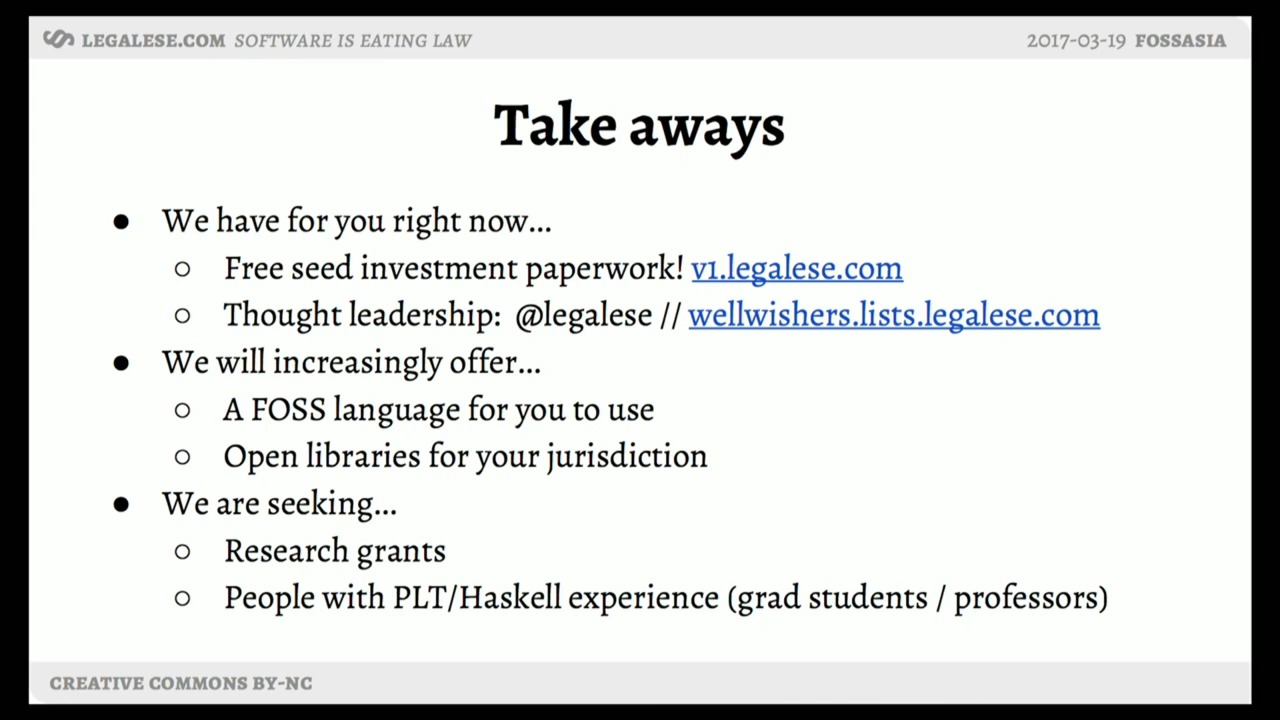 LEGALESE.COM SOFTWARE IS EATING LAW
2017-03-19 FOSSASIA
Take aways
● We have for you right now...
○ Free seed investment paperwork! v1.legalese.com
○ Thought leadership: @legalese // wellwishers.lists.legalese.com
● We will increasingly offer...
○ A FOSS language for you to use
○ Open libraries for your jurisdiction
● We are seeking...
○ Research grants
○ People with PLT/Haskell experience (grad students / professors)
CREATIVE COMMONS BY-NC